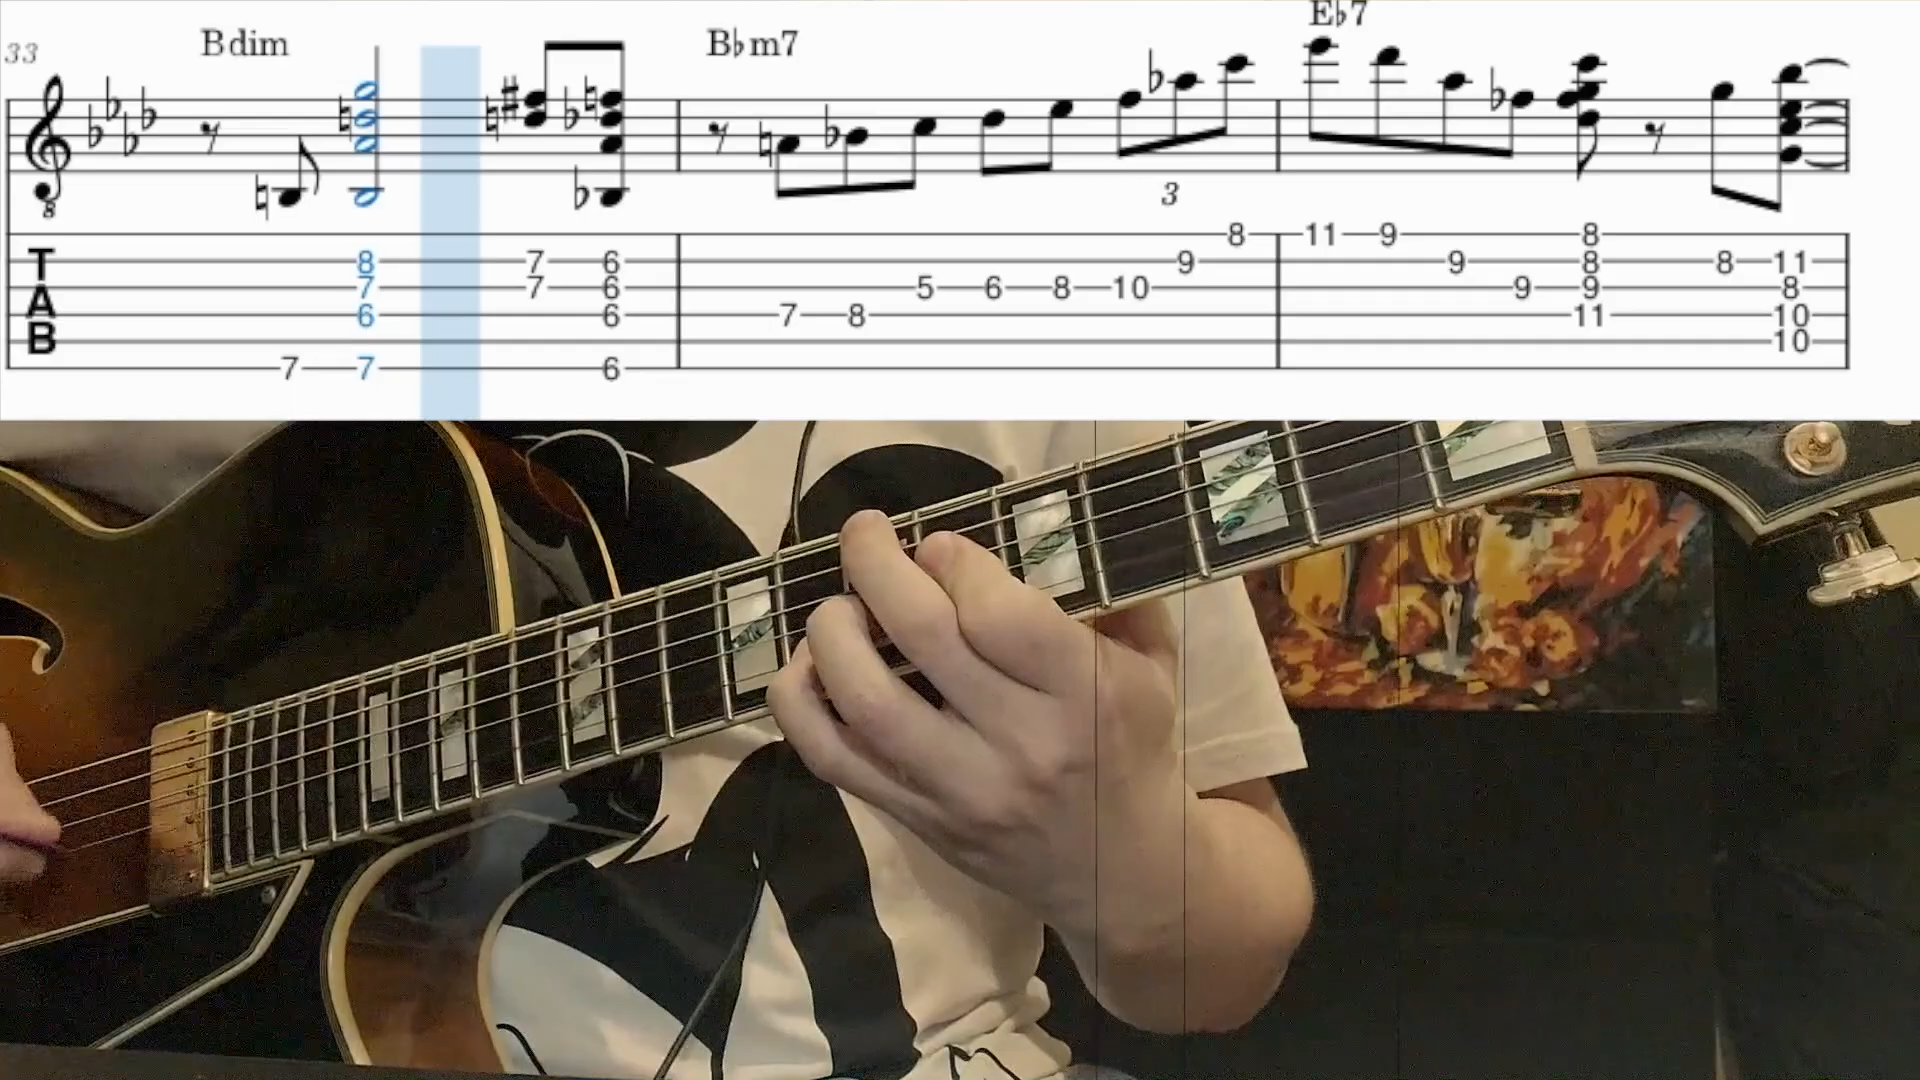 33
Bdim
B♭m7
E♭7
8
3
8 11 9 8
T 8 7 6 9 9 8 8 11
A 7 7 6 5 6 8 10 9 9 8
6 6 7 8 11 10
B 10
7 7 6